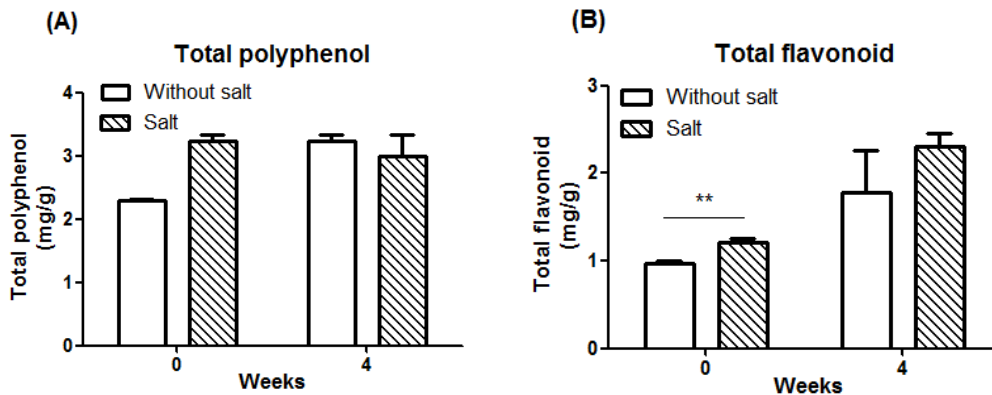 (A)
Total polyphenol
Without salt
Salt
Total polyphenol
(mg/g)
4
3
2
1
0
0
4
Weeks
(B)
Total flavonoid
Without salt
Salt
Total flavonoid
(mg/g)
3
2
1
0
**
0
4
Weeks